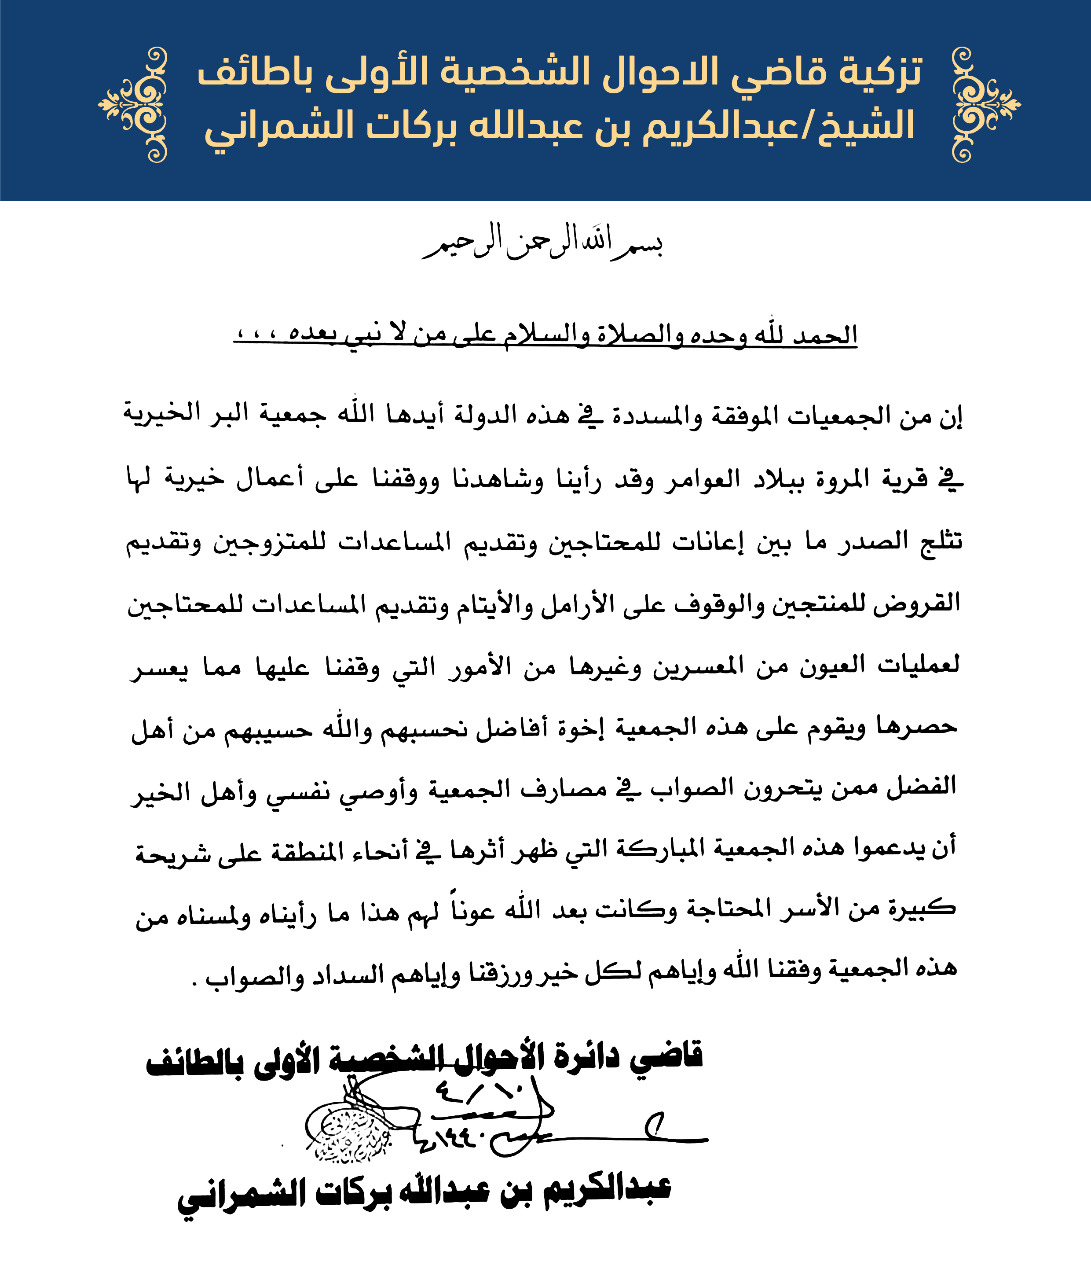 تزكية قاضي الاحوال الشخصية الأولى باطائف
الشيخ/عبدالكريم بن عبدالله بركات الشمراني
بسم الله الرحمن الرحيم
الحمد لله وحده والصلاة والسلام على من لا نبي بعده ، ، ،
إن من الجمعيات الموفقة والمسددة في هذه الدولة أيدها الله جمعية البر الخيرية
في قرية المروة ببلاد العوامر وقد رأينا وشاهدنا ووقفنا على أعمال خيرية لها
تثلج الصدر ما بين إعانات للمحتاجين وتقديم المساعدات للمتزوجين وتقديم
القروض للمنتجين والوقوف على الأرامل والأيتام وتقديم المساعدات للمحتاجين
لعمليات العيون من المعسرين وغيرها من الأمور التي وقفنا عليها مما يعسر
حصرها ويقوم على هذه الجمعية إخوة أفاضل نحسبهم والله حسيبهم من أهل
الفضل ممن يتحرون الصواب في مصارف الجمعية وأوصي نفسي وأهل الخير
أن يدعموا هذه الجمعية المباركة التي ظهر أثرها في أنحاء المنطقة على شريحة
كبيرة من الأسر المحتاجة وكانت بعد الله عوناً لهم هذا ما رأيناه ولمسناه من
هذه الجمعية وفقنا الله وإياهم لكل خير ورزقنا وإياهم السداد والصواب .
قاضي دائرة الأحوال الشخصية الأولى بالطائف
١٠/٤
١٤٤٠
عبدالكريم بن عبدالله بركات الشمراني